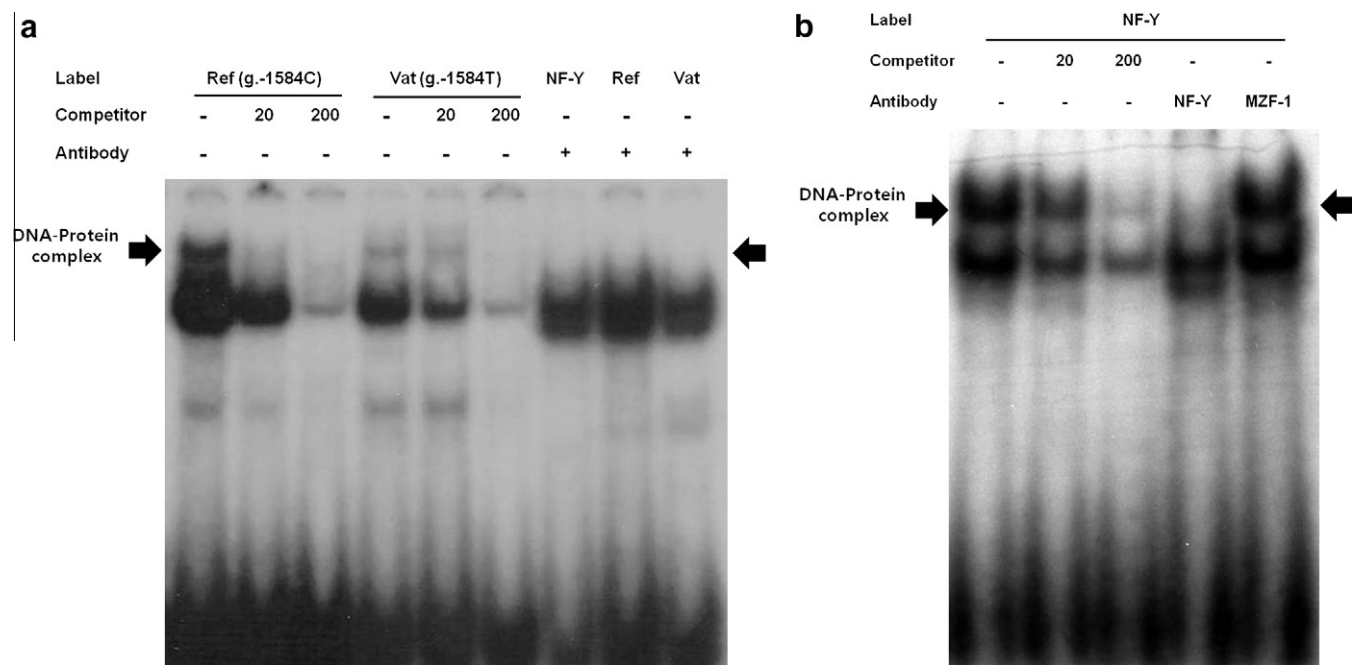 a
Label Ref (g.-1584C) Vat (g.-1584T) NF-Y Ref Vat
Competitor - 20 200 - 20 200 - - -
Antibody - - - - - - + + +
DNA-Protein
complex
b
Label NF-Y
Competitor - 20 200 - -
Antibody - - - NF-Y MZF-1
DNA-Protein
complex